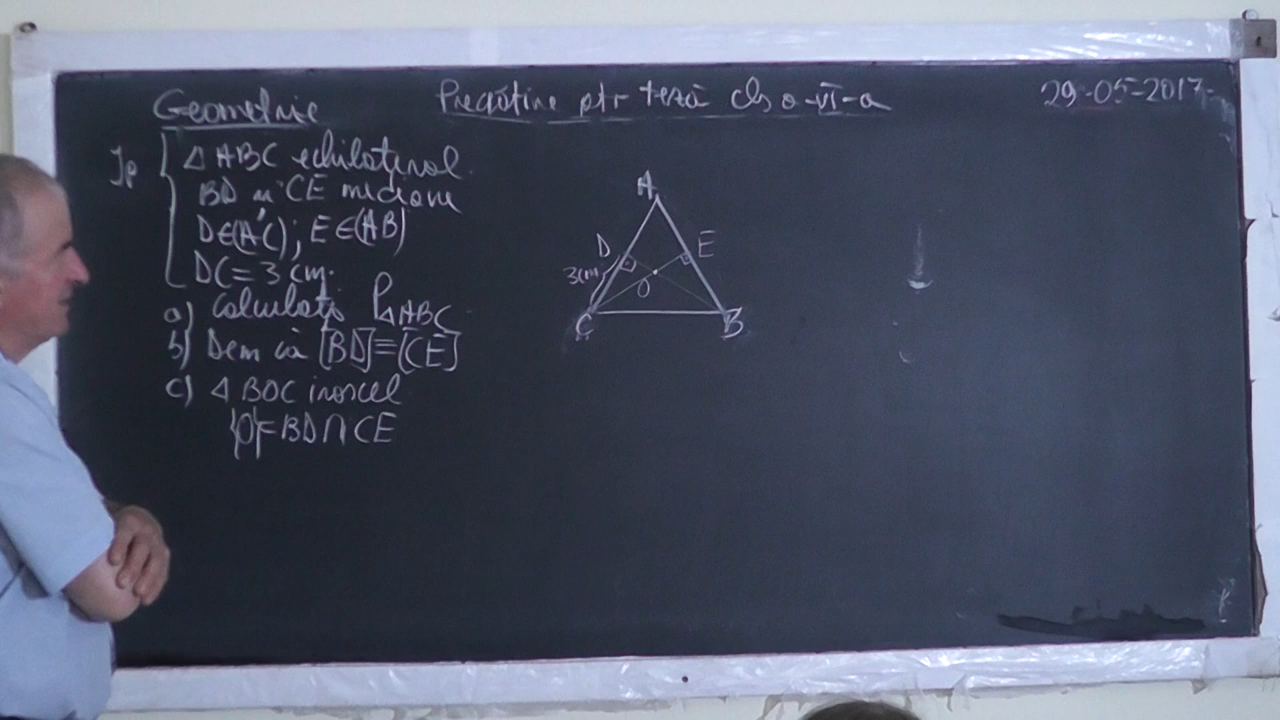 Geometrie
Pregătire ptr teză cls a-VI-a
29-05-2017
Ip
△ ABC echilateral
BD și CE mediane
D∈(AC); E∈(AB)
DC = 3 cm.
a) Calculați P△ABC
b) Dem că [BD]≡[CE]
c) △ BOC isoscel
{O}=BD∩CE
A
D
E
3cm
O
C
B